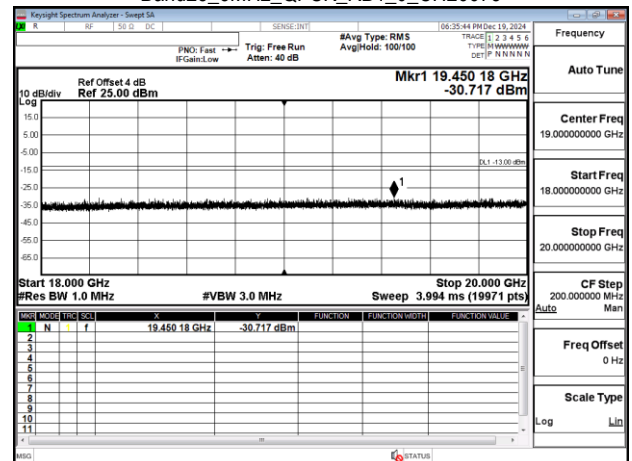 Keysight Spectrum Analyzer - Swept SA
R RF 50 Ω DC SENSE:INT 06:35:44 PM Dec 19, 2024
#Avg Type: RMS TRACE 1 2 3 4 5 6
PNO: Fast Trig: Free Run Avg|Hold: 100/100 TYPE M WWWWW
IFGain:Low Atten: 40 dB DET P N N N N N
Mkr1 19.450 18 GHz
Ref Offset 4 dB
10 dB/div Ref 25.00 dBm -30.717 dBm
Log
15.0
5.00
-5.00
DL1 -13.00 dBm
-15.0
1
-25.0
-35.0
-45.0
-55.0
-65.0
Start 18.000 GHz Stop 20.000 GHz
#Res BW 1.0 MHz #VBW 3.0 MHz Sweep 3.994 ms (19971 pts)
MKR MODE TRC SCL X Y FUNCTION FUNCTION WIDTH FUNCTION VALUE
1 N 1 f 19.450 18 GHz -30.717 dBm
2
3
4
5
6
7
8
9
10
11
MSG STATUS
Frequency
Auto Tune
Center Freq
19.000000000 GHz
Start Freq
18.000000000 GHz
Stop Freq
20.000000000 GHz
CF Step
200.000000 MHz
Auto Man
Freq Offset
0 Hz
Scale Type
Log Lin